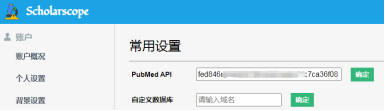 Scholarscope
账户
账户概况
个人设置
背景设置
常用设置
PubMed API fed846 7ca36f08 确定
自定义数据库 请输入域名 确定